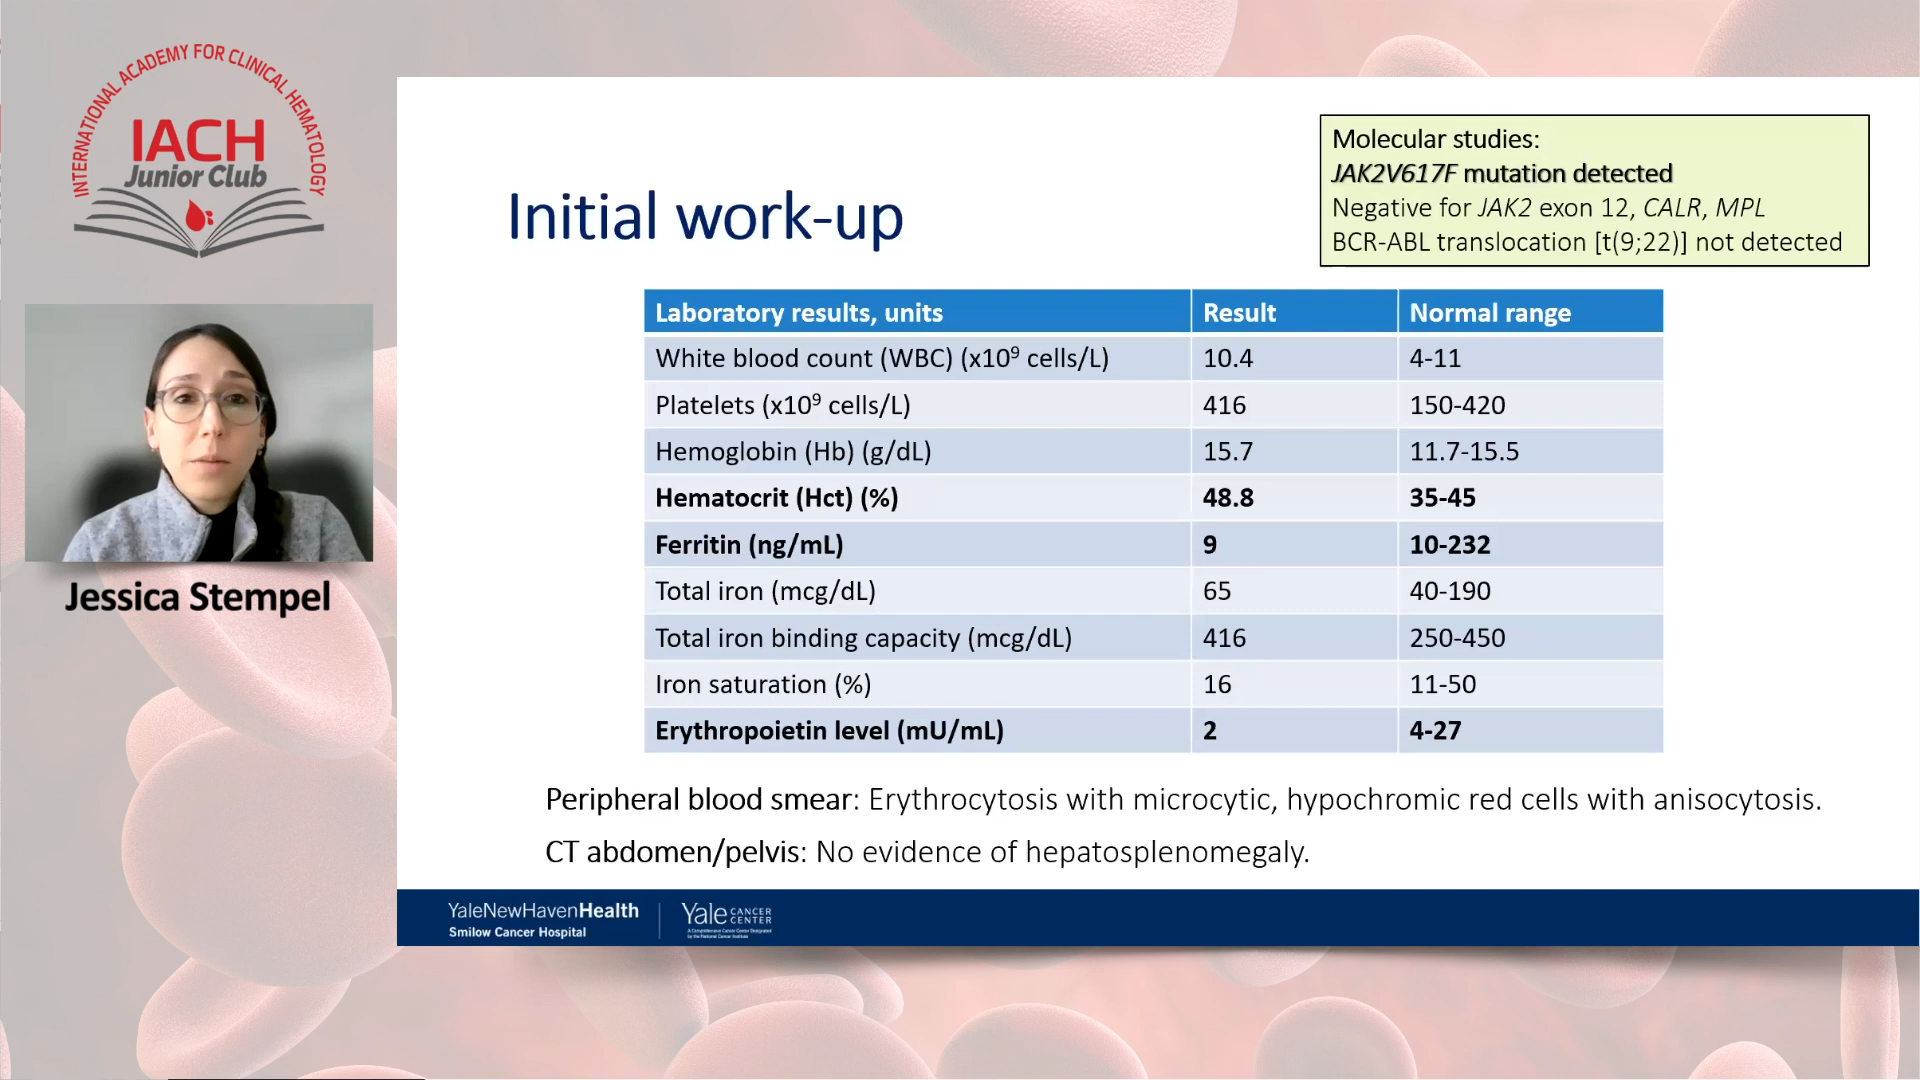 INTERNATIONAL ACADEMY FOR CLINICAL HEMATOLOGY
IACH
Junior Club
Jessica Stempel
Initial work-up
Molecular studies:
JAK2V617F mutation detected
Negative for JAK2 exon 12, CALR, MPL
BCR-ABL translocation [t(9;22)] not detected
Laboratory results, units Result Normal range
White blood count (WBC) (x10⁹ cells/L) 10.4 4-11
Platelets (x10⁹ cells/L) 416 150-420
Hemoglobin (Hb) (g/dL) 15.7 11.7-15.5
Hematocrit (Hct) (%) 48.8 35-45
Ferritin (ng/mL) 9 10-232
Total iron (mcg/dL) 65 40-190
Total iron binding capacity (mcg/dL) 416 250-450
Iron saturation (%) 16 11-50
Erythropoietin level (mU/mL) 2 4-27
Peripheral blood smear: Erythrocytosis with microcytic, hypochromic red cells with anisocytosis.
CT abdomen/pelvis: No evidence of hepatosplenomegaly.
YaleNewHavenHealth
Smilow Cancer Hospital
Yale CANCER CENTER
A Comprehensive Cancer Center Designated
by the National Cancer Institute